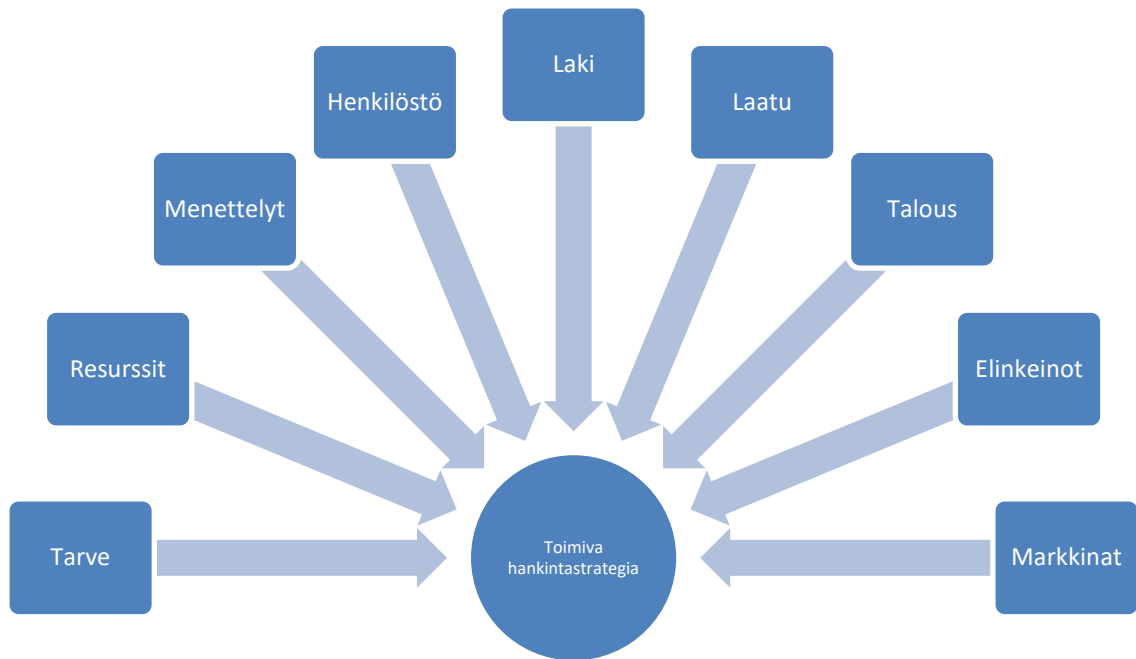 Laki
Henkilöstö
Laatu
Menettelyt
Talous
Resurssit
Elinkeinot
Tarve
Toimiva
hankintastrategia
Markkinat